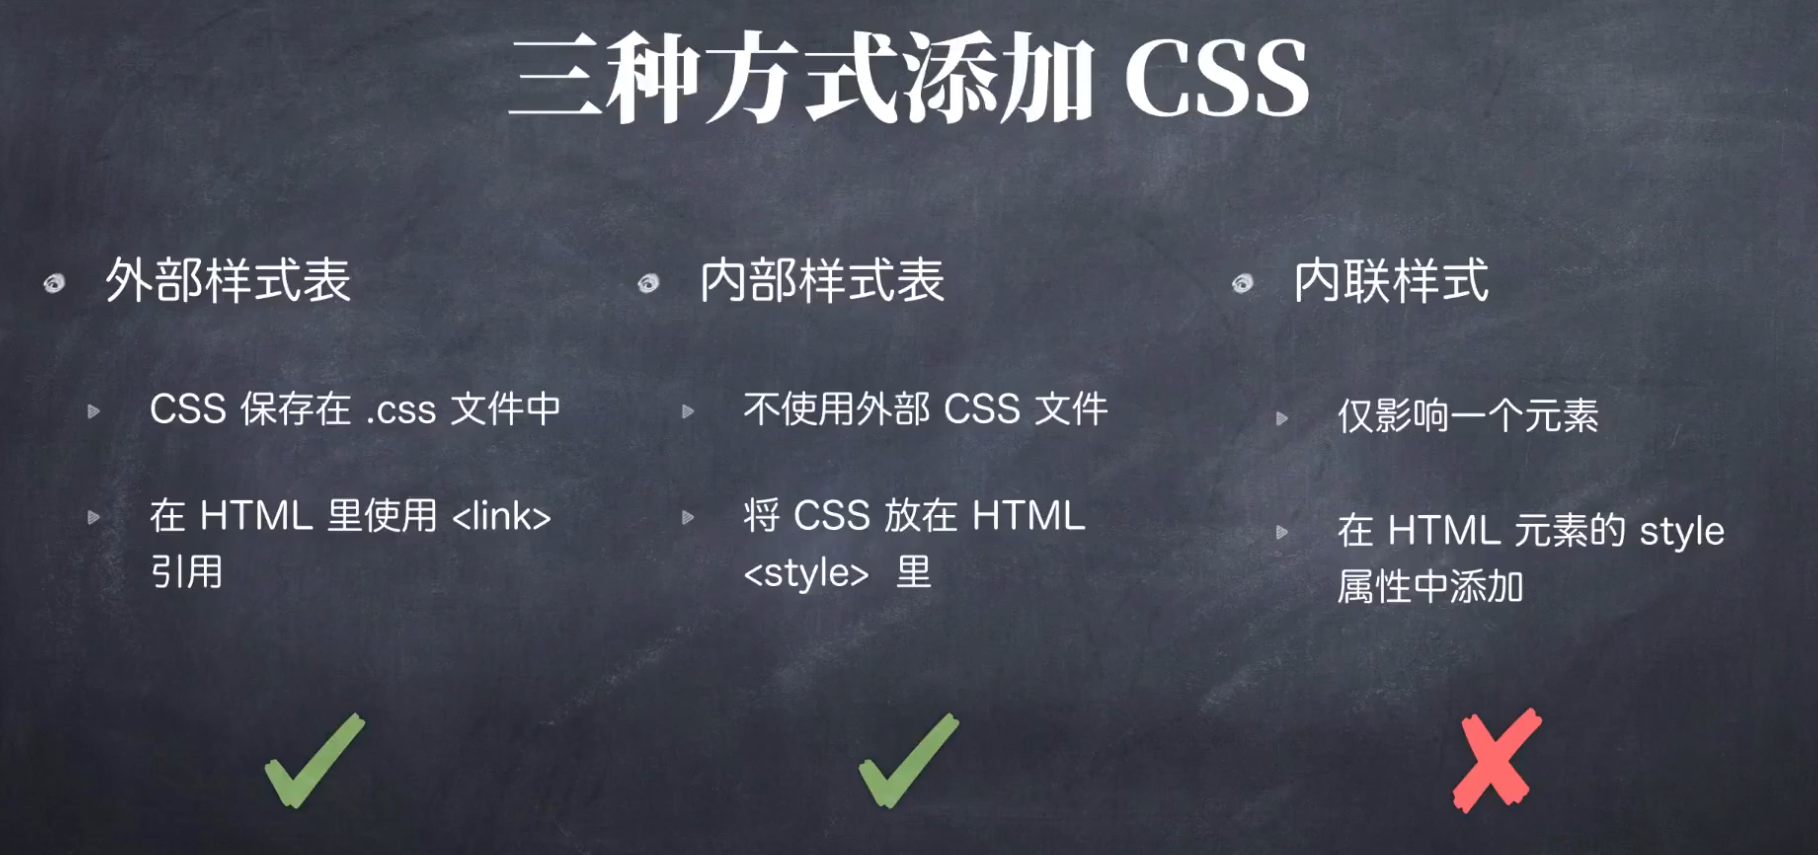 三种方式添加 CSS
外部样式表
CSS 保存在 .css 文件中
在 HTML 里使用 <link>
引用
内部样式表
不使用外部 CSS 文件
将 CSS 放在 HTML
<style> 里
内联样式
仅影响一个元素
在 HTML 元素的 style
属性中添加